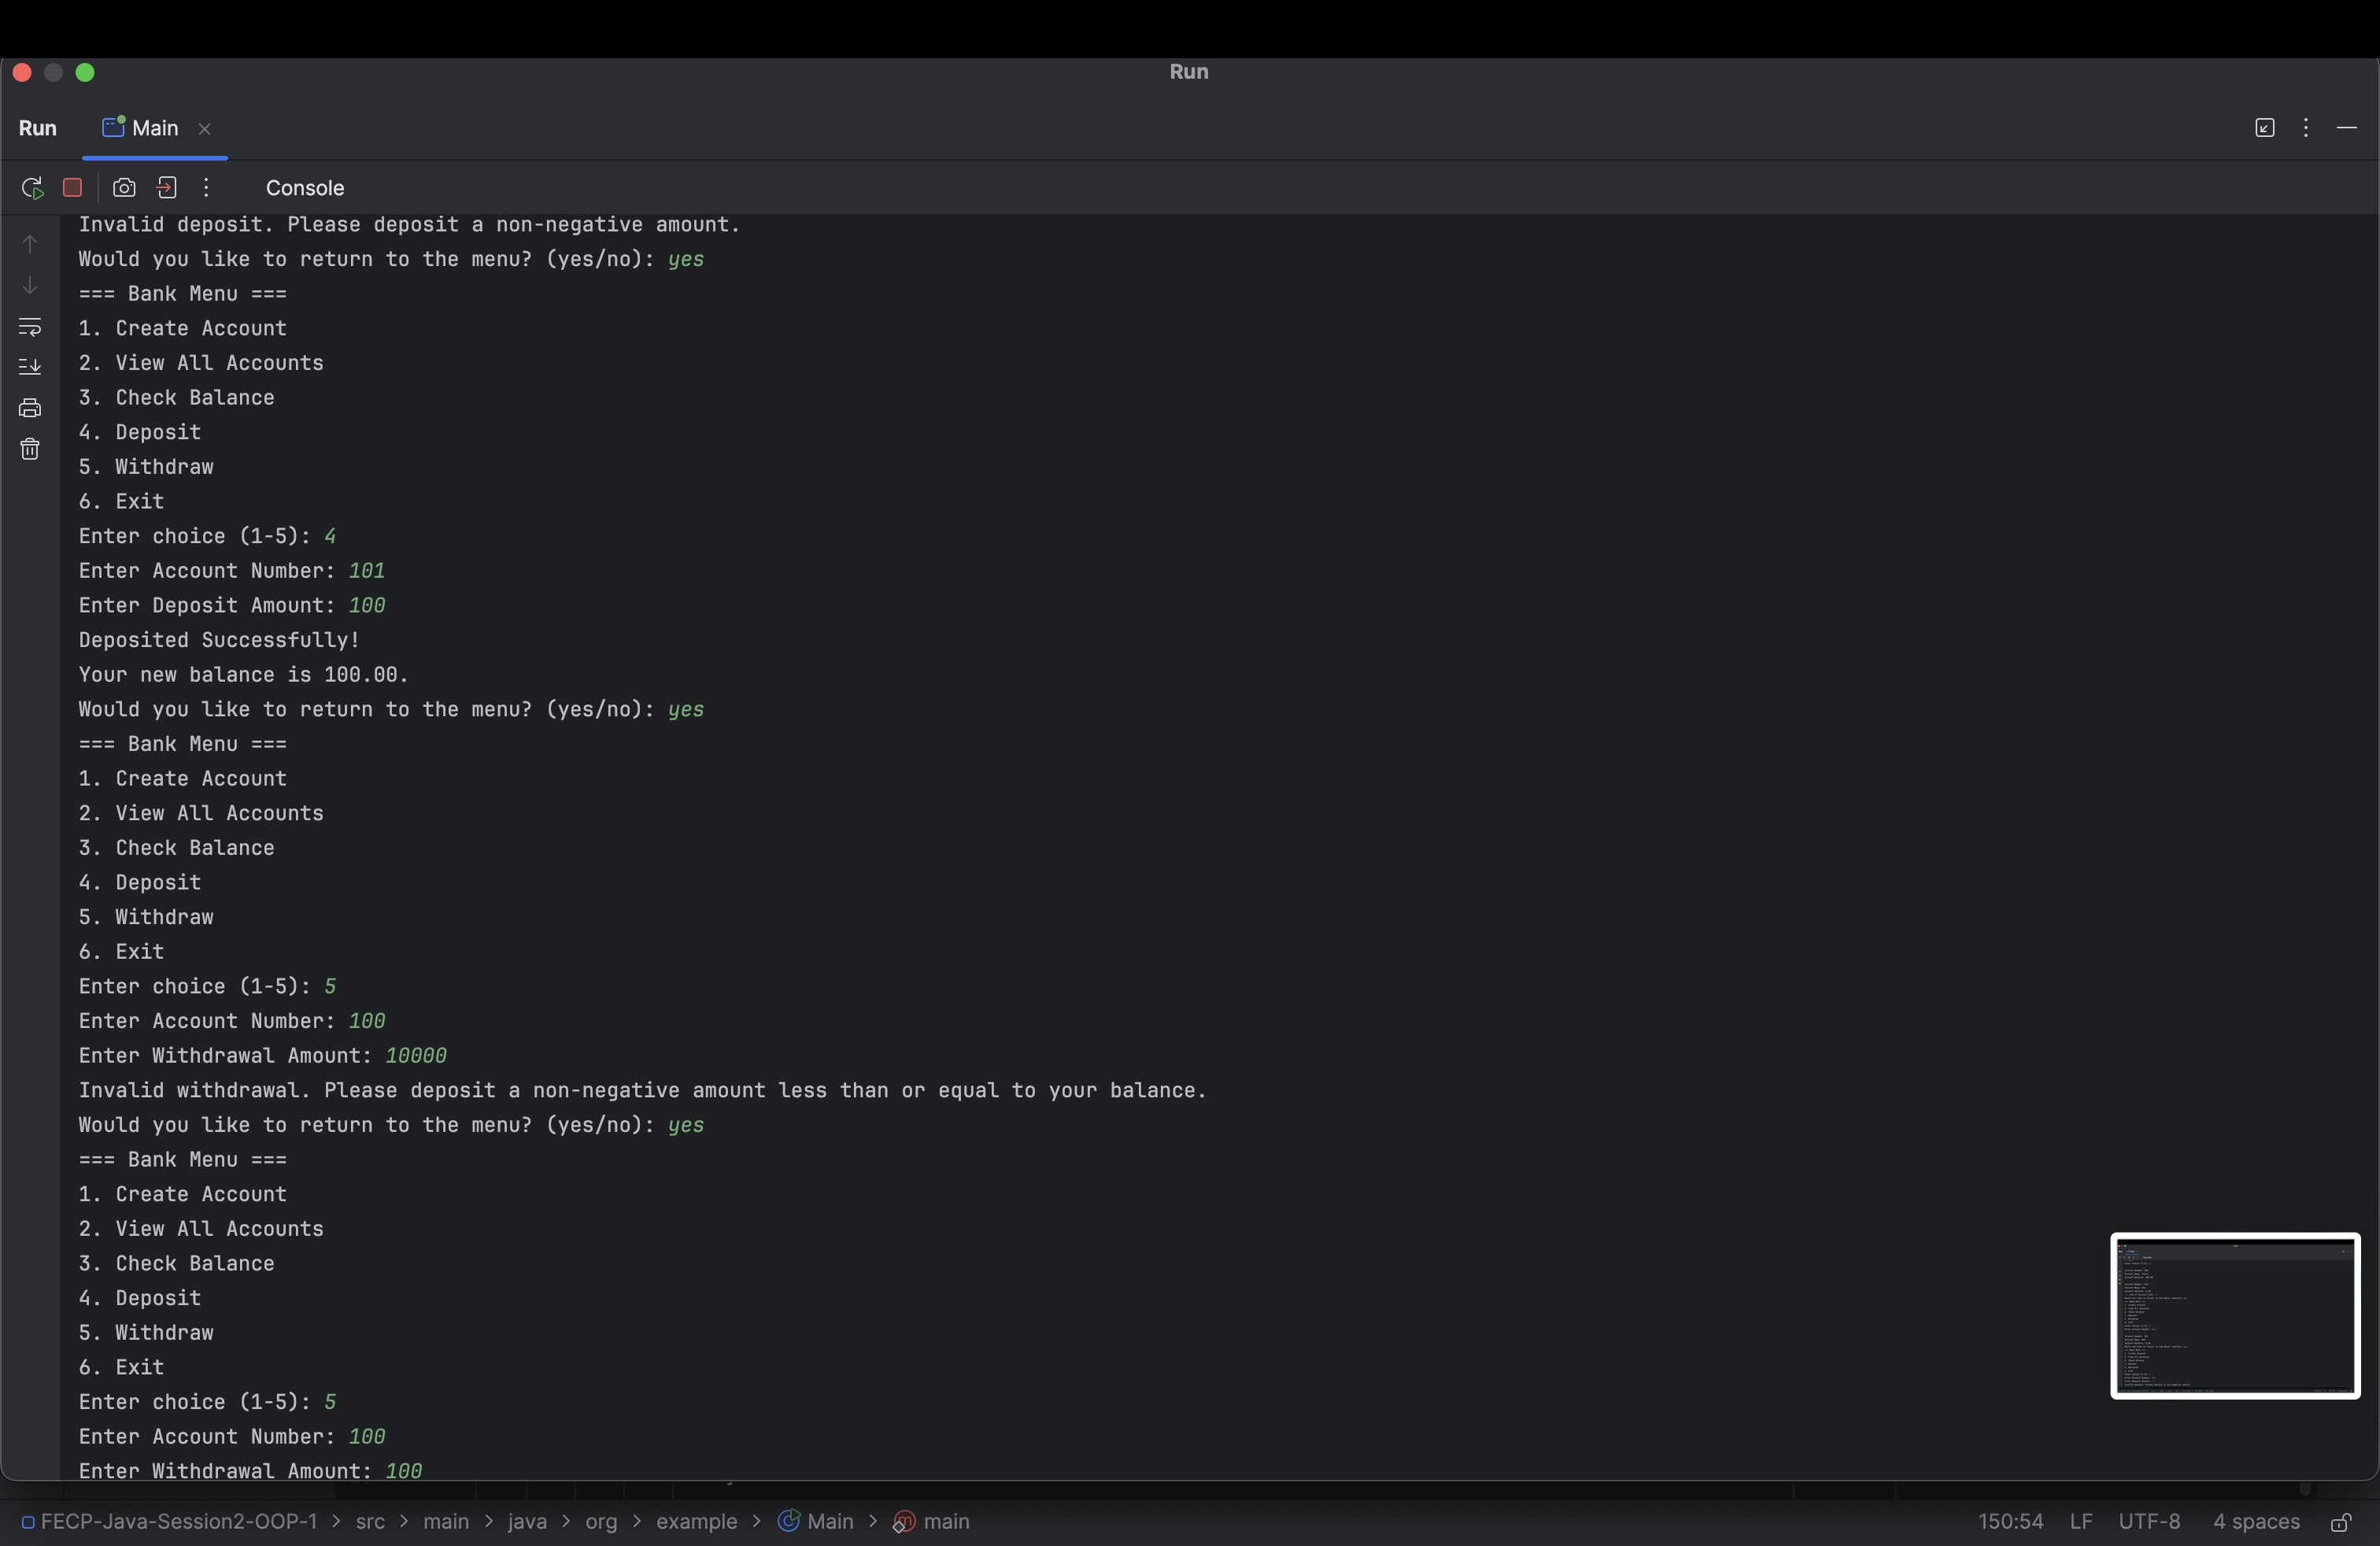 Run
Run Main
Console
Invalid deposit. Please deposit a non-negative amount.
Would you like to return to the menu? (yes/no): yes
=== Bank Menu ===
1. Create Account
2. View All Accounts
3. Check Balance
4. Deposit
5. Withdraw
6. Exit
Enter choice (1-5): 4
Enter Account Number: 101
Enter Deposit Amount: 100
Deposited Successfully!
Your new balance is 100.00.
Would you like to return to the menu? (yes/no): yes
=== Bank Menu ===
1. Create Account
2. View All Accounts
3. Check Balance
4. Deposit
5. Withdraw
6. Exit
Enter choice (1-5): 5
Enter Account Number: 100
Enter Withdrawal Amount: 10000
Invalid withdrawal. Please deposit a non-negative amount less than or equal to your balance.
Would you like to return to the menu? (yes/no): yes
=== Bank Menu ===
1. Create Account
2. View All Accounts
3. Check Balance
4. Deposit
5. Withdraw
6. Exit
Enter choice (1-5): 5
Enter Account Number: 100
Enter Withdrawal Amount: 100
FECP-Java-Session2-OOP-1 > src > main > java > org > example > Main > main 150:54 LF UTF-8 4 spaces